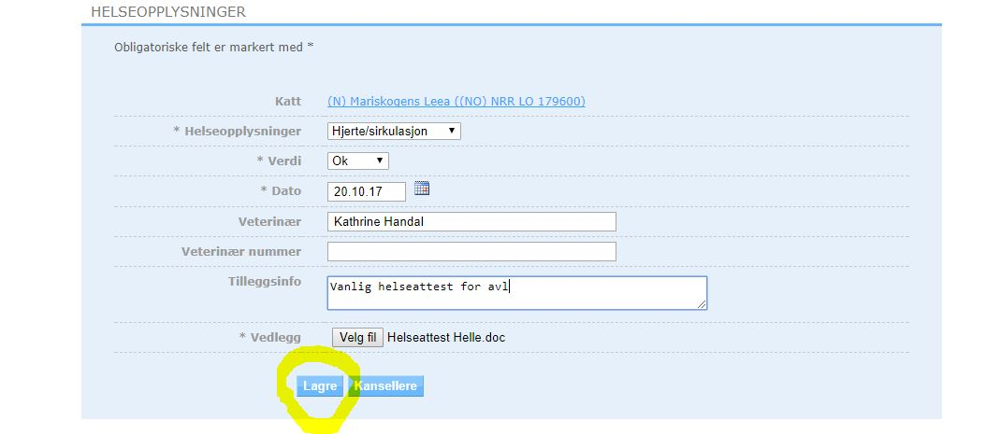 HELSEOPPLYSNINGER
Obligatoriske felt er markert med *
Katt (N) Mariskogens Leea ((NO) NRR LO 179600)
* Helseopplysninger Hjerte/sirkulasjon
* Verdi Ok
* Dato 20.10.17
Veterinær Kathrine Handal
Veterinær nummer
Tilleggsinfo Vanlig helseattest for avl
* Vedlegg Velg fil Helseattest Helle.doc
Lagre Kansellere